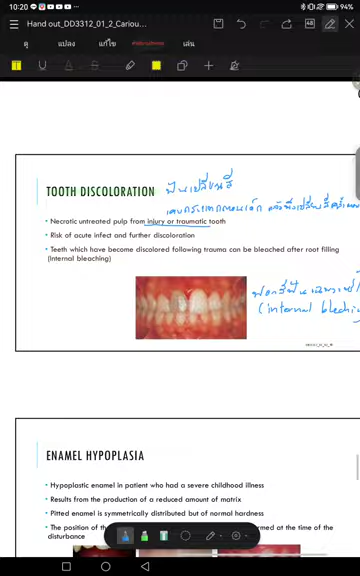 10:20
94%
Hand out_DD3312_01_2_Cariou...
48
ดู แปลง แก้ไข เล่น
TOOTH DISCOLORATION
ฟันเปลี่ยนสี
Necratic untreated pulp from injury or traumatic tooth
Risk of acute infect and further discoloration
Teeth which have become discolored following trauma can be bleached after root filling
(Internal bleaching)
(internal bleachi
ENAMEL HYPOPLASIA
Hypoplastic enamel in patient who had a severe childhood illness
Results from the production of a reduced amount of matrix
Pitted enamel is symmetrically distributed but of normal hardness
The position of th
rmed at the time of the
disturbance